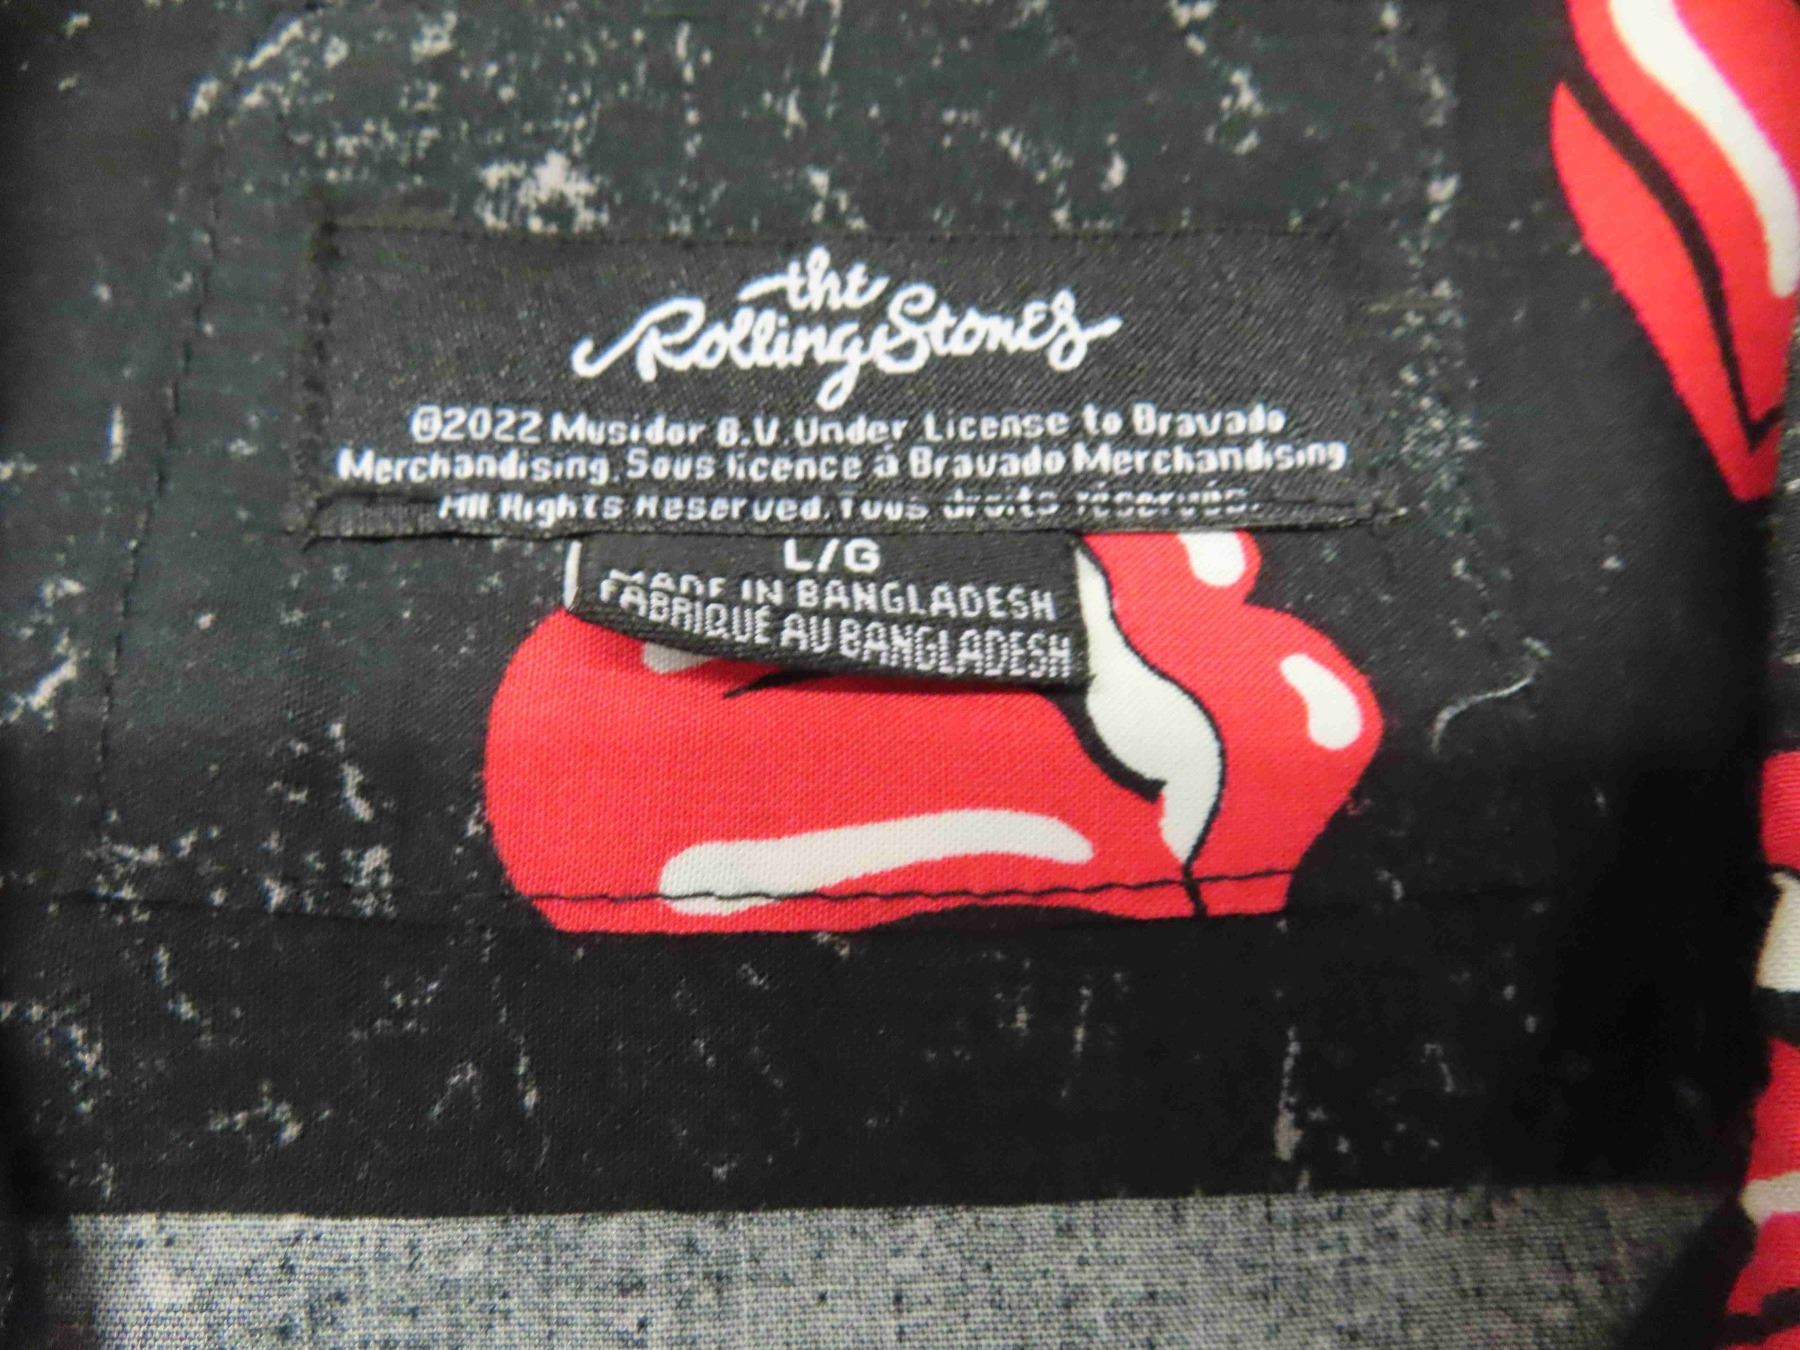 the
Rolling Stones
©2022 Musidor B.V. Under License to Bravado
Merchandising. Sous licence à Bravado Merchandising
All Rights Reserved. Tous droits réservés.
L/G
MADE IN BANGLADESH
FABRIQUÉ AU BANGLADESH